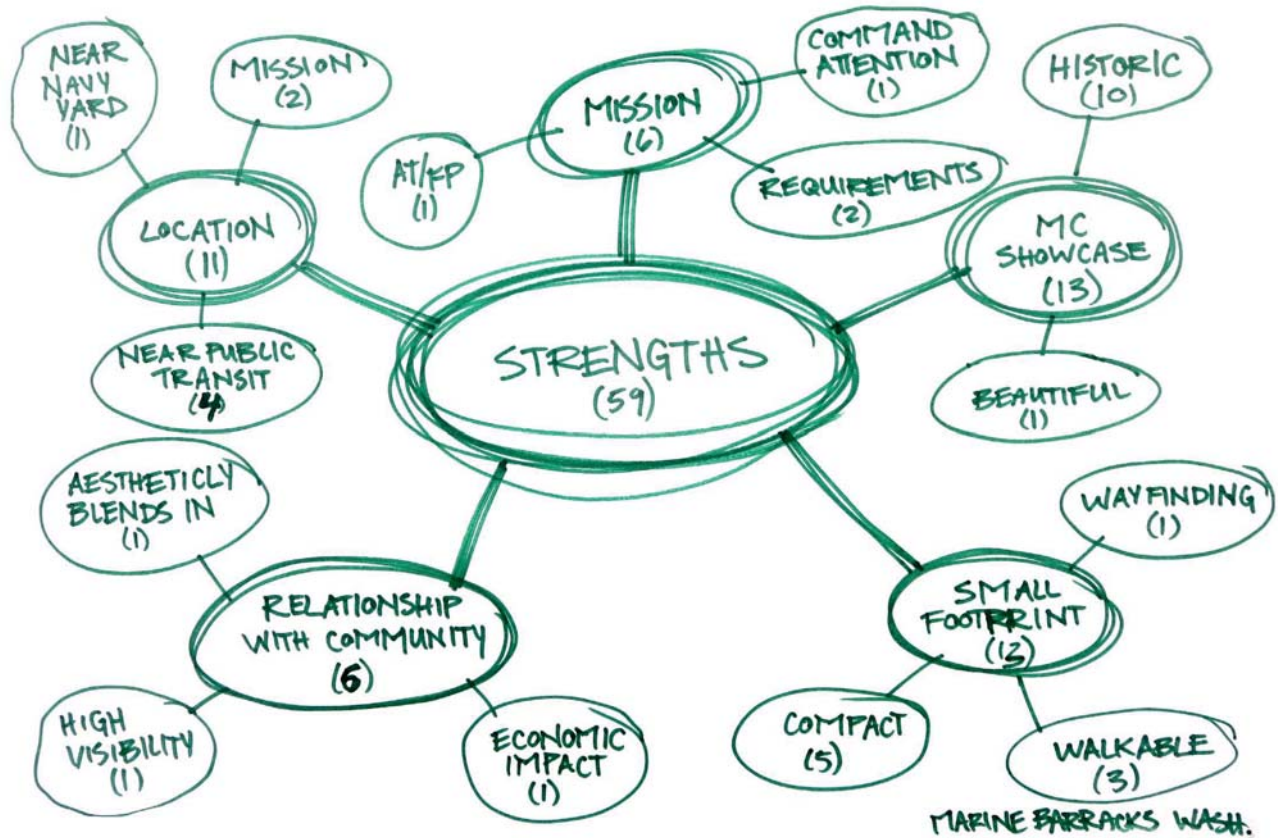 NEAR
NAVY
YARD
(1)
MISSION
(2)
LOCATION
(11)
NEAR PUBLIC
TRANSIT
(4)
AT/FP
(1)
MISSION
(6)
COMMAND
ATTENTION
(1)
REQUIREMENTS
(2)
HISTORIC
(10)
MC
SHOWCASE
(13)
BEAUTIFUL
(1)
STRENGTHS
(59)
AESTHETICLY
BLENDS IN
(1)
RELATIONSHIP
WITH COMMUNITY
HIGH
VISIBILITY
(1)
ECONOMIC
IMPACT
(1)
WAYFINDING
(1)
SMALL
FOOTPRINT
COMPACT
(5)
WALKABLE
(3)
MARINE BARRACKS WASH.